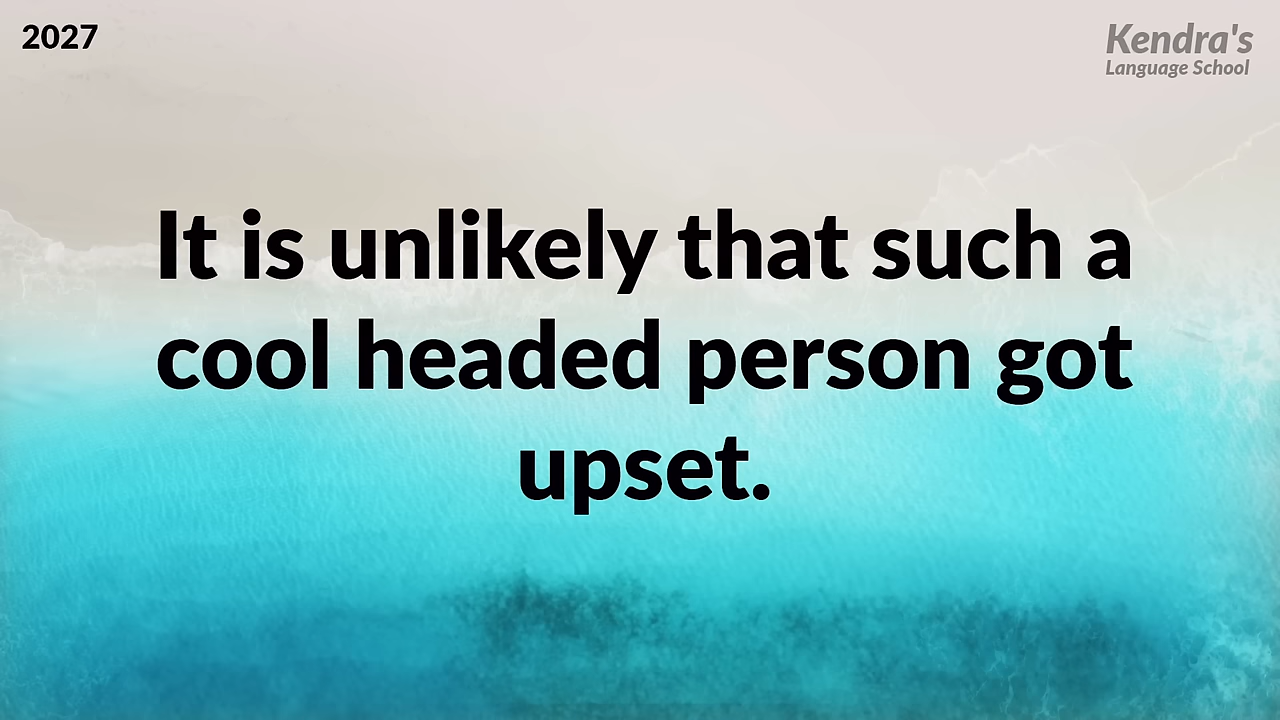 2027
Kendra's
Language School
It is unlikely that such a
cool headed person got
upset.